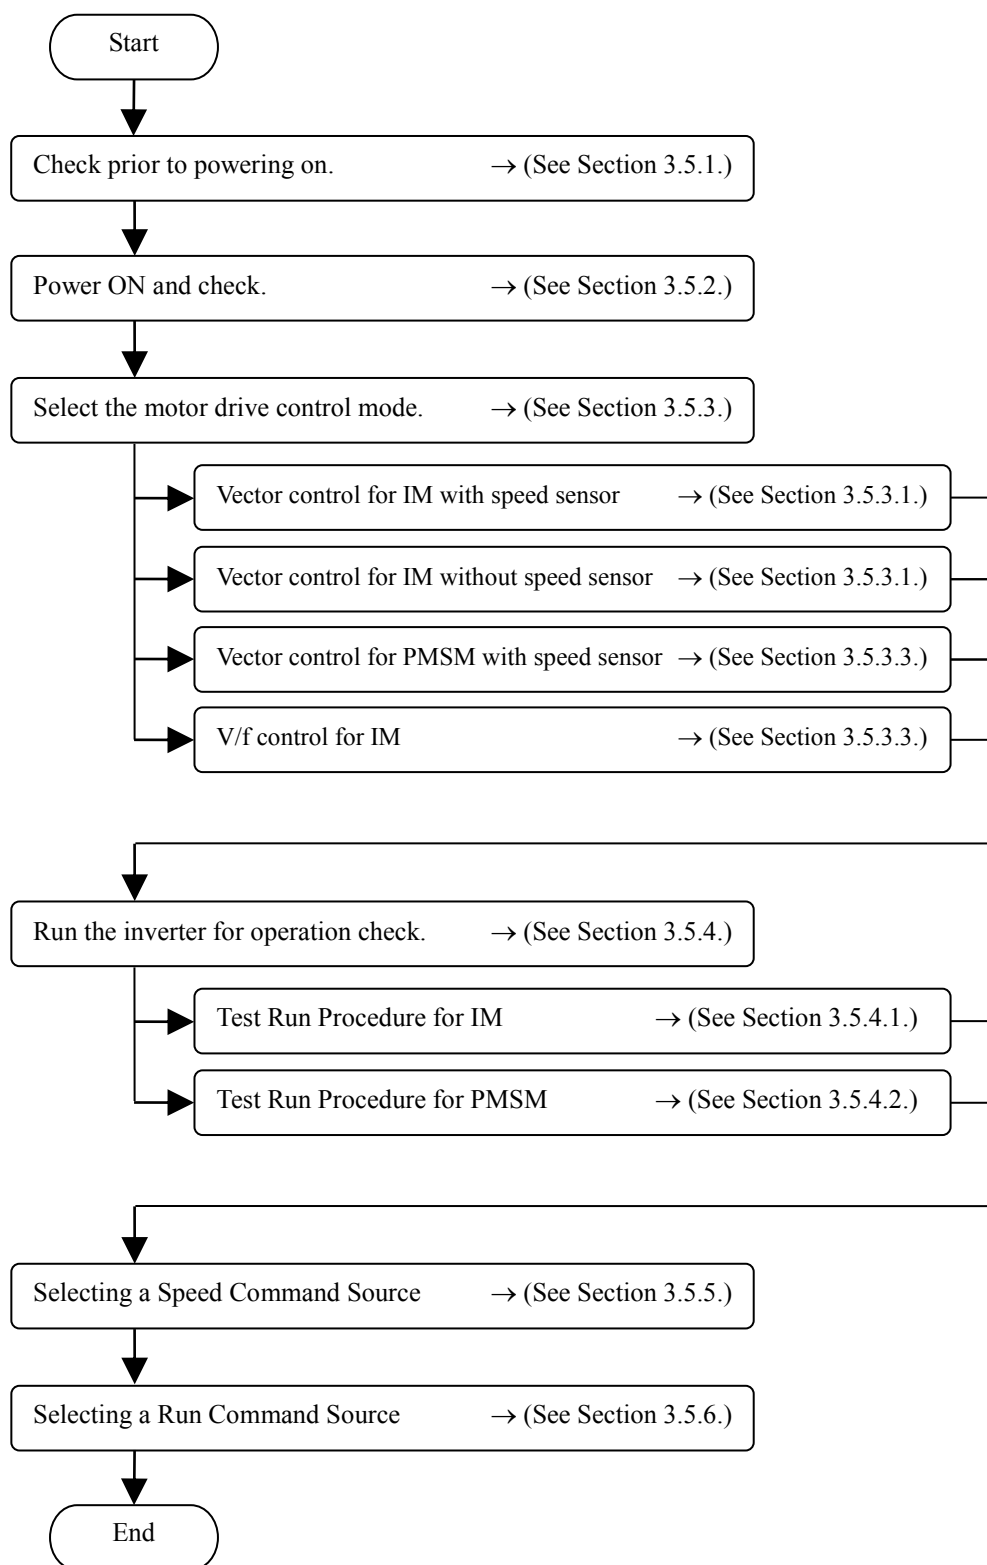 Start
Check prior to powering on. → (See Section 3.5.1.)
Power ON and check. → (See Section 3.5.2.)
Select the motor drive control mode. → (See Section 3.5.3.)
Vector control for IM with speed sensor → (See Section 3.5.3.1.)
Vector control for IM without speed sensor → (See Section 3.5.3.1.)
Vector control for PMSM with speed sensor → (See Section 3.5.3.3.)
V/f control for IM → (See Section 3.5.3.3.)
Run the inverter for operation check. → (See Section 3.5.4.)
Test Run Procedure for IM → (See Section 3.5.4.1.)
Test Run Procedure for PMSM → (See Section 3.5.4.2.)
Selecting a Speed Command Source → (See Section 3.5.5.)
Selecting a Run Command Source → (See Section 3.5.6.)
End